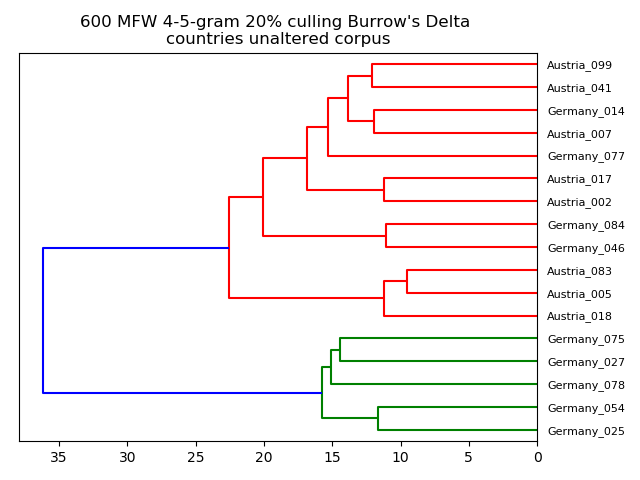 600 MFW 4-5-gram 20% culling Burrow's Delta
countries unaltered corpus
Austria_099
Austria_041
Germany_014
Austria_007
Germany_077
Austria_017
Austria_002
Germany_084
Germany_046
Austria_083
Austria_005
Austria_018
Germany_075
Germany_027
Germany_078
Germany_054
Germany_025
35 30 25 20 15 10 5 0